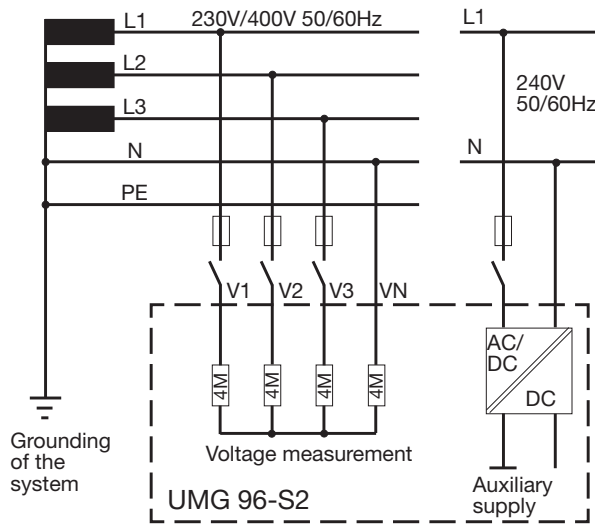 L1 230V/400V 50/60Hz L1
L2
240V
50/60Hz
L3
N N
PE
V1 V2 V3 VN
AC/
DC
4M 4M 4M 4M
DC
Grounding
of the
system
Voltage measurement
Auxiliary
supply
UMG 96-S2